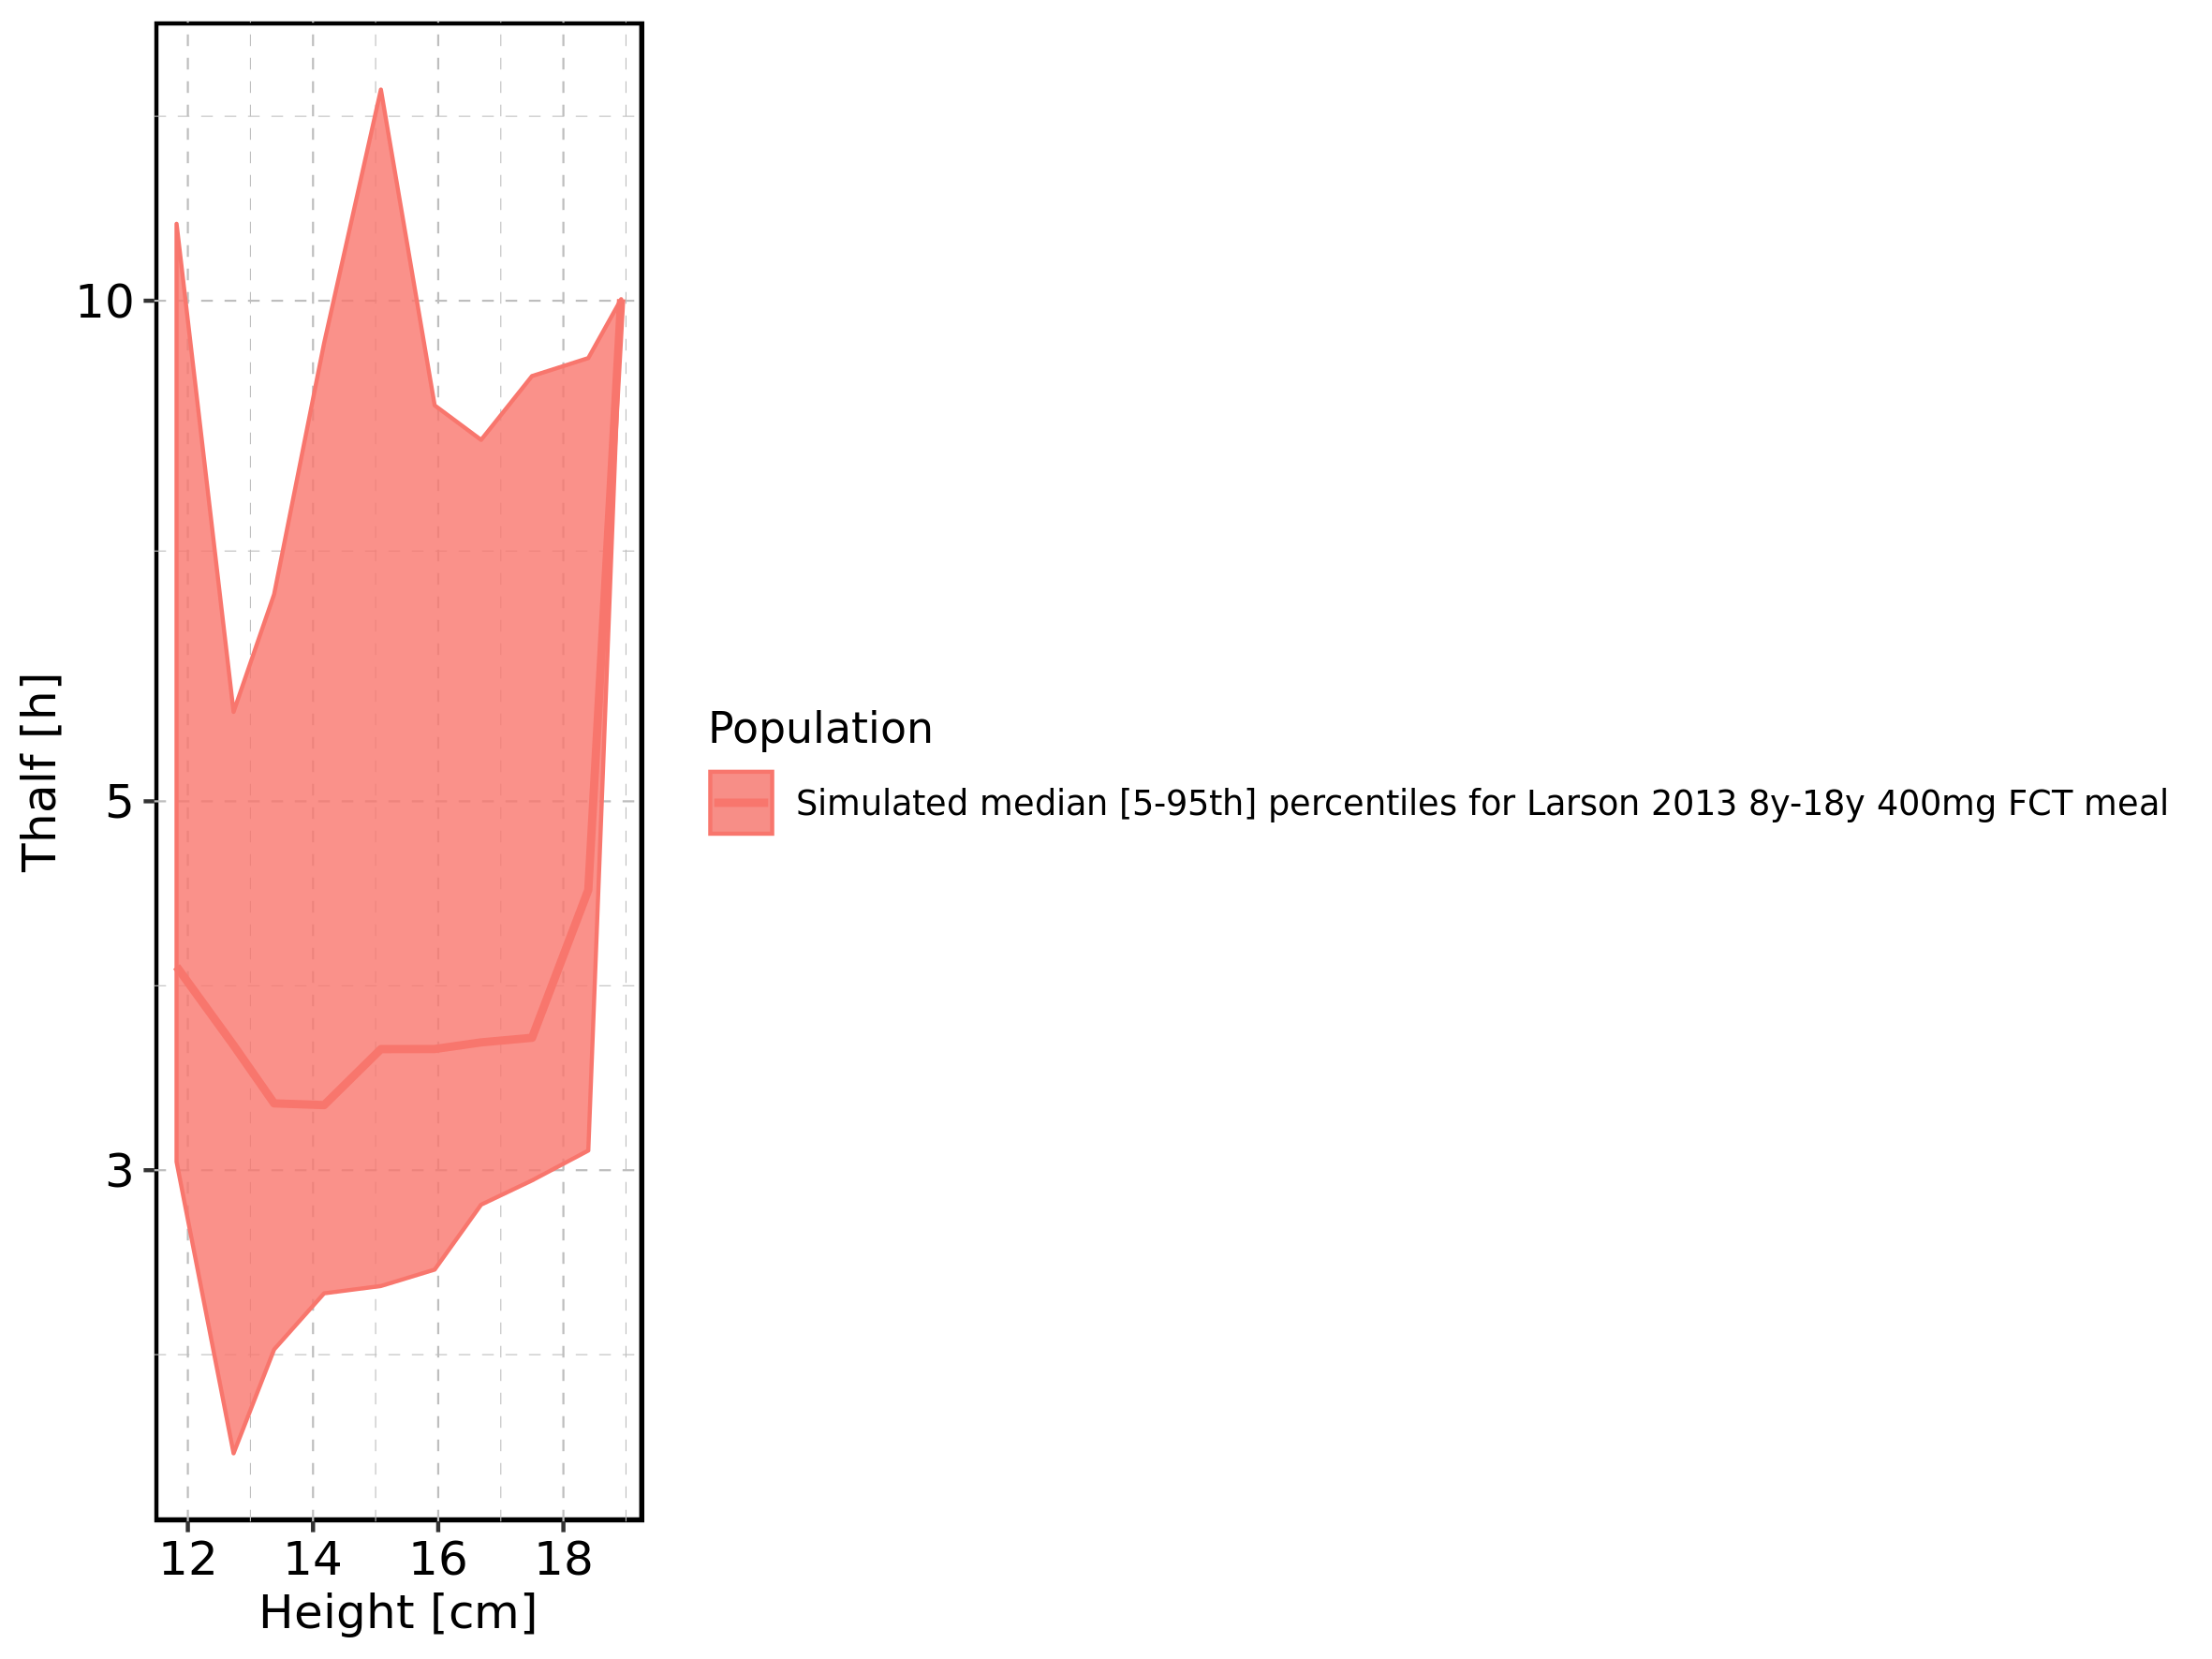 10
5
3
Thalf [h]
12 14 16 18
Height [cm]
Population
Simulated median [5-95th] percentiles for Larson 2013 8y-18y 400mg FCT meal